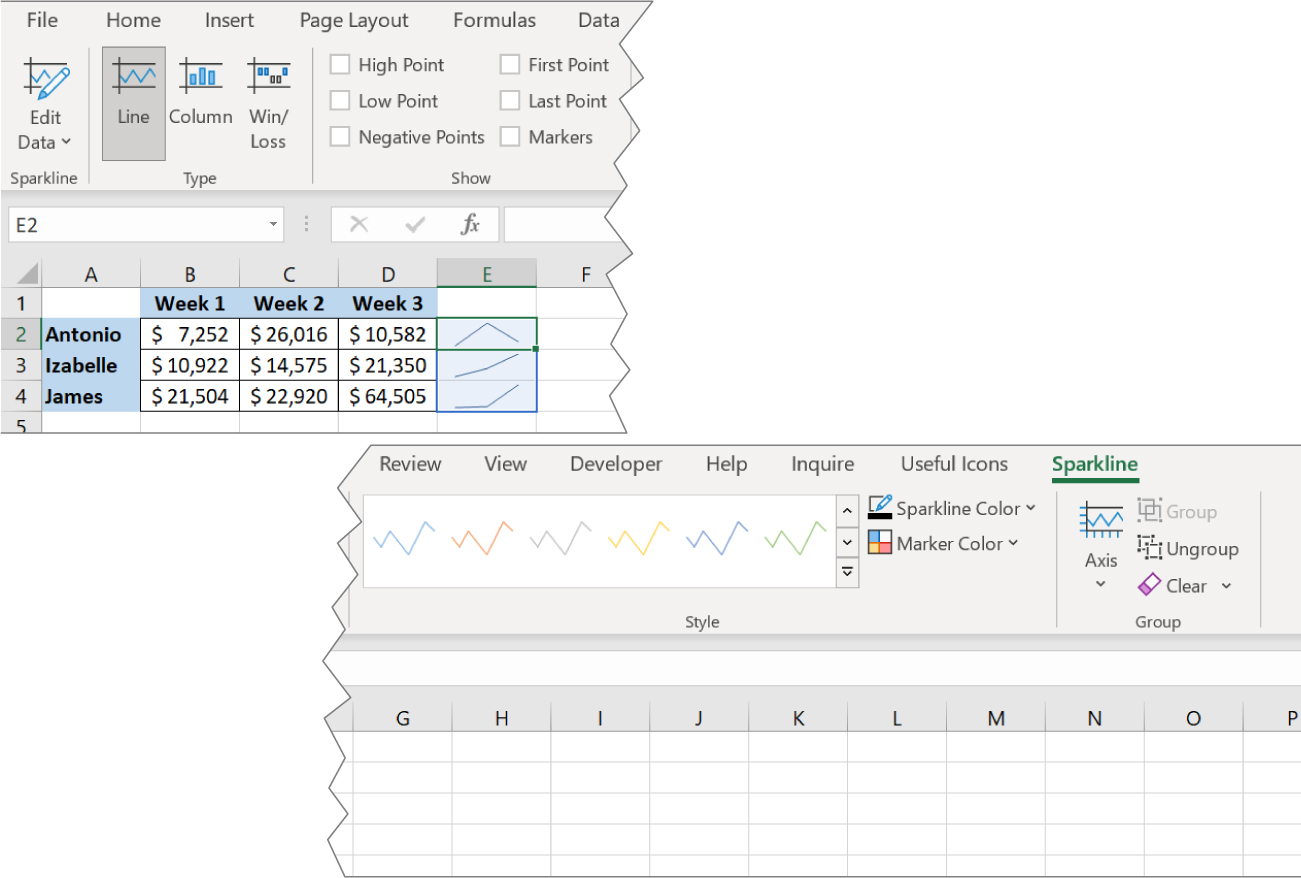 File Home Insert Page Layout Formulas Data
High Point First Point
Low Point Last Point
Negative Points Markers
Edit Data Line Column Win/ Loss
Sparkline Type Show
E2 fx
A B C D E F
1 Week 1 Week 2 Week 3
2 Antonio $ 7,252 $ 26,016 $ 10,582
3 Izabelle $ 10,922 $ 14,575 $ 21,350
4 James $ 21,504 $ 22,920 $ 64,505
5
Review View Developer Help Inquire Useful Icons Sparkline
Sparkline Color Group
Marker Color Axis Ungroup
Clear
Style Group
G H I J K L M N O P